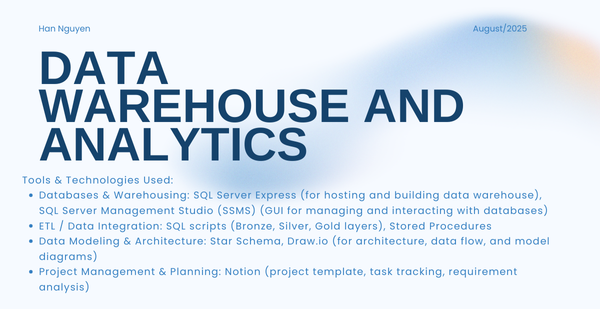 Han Nguyen
August/2025
DATA
WAREHOUSE AND
ANALYTICS
Tools & Technologies Used:
• Databases & Warehousing: SQL Server Express (for hosting and building data warehouse),
SQL Server Management Studio (SSMS) (GUI for managing and interacting with databases)
• ETL / Data Integration: SQL scripts (Bronze, Silver, Gold layers), Stored Procedures
• Data Modeling & Architecture: Star Schema, Draw.io (for architecture, data flow, and model
diagrams)
• Project Management & Planning: Notion (project template, task tracking, requirement
analysis)